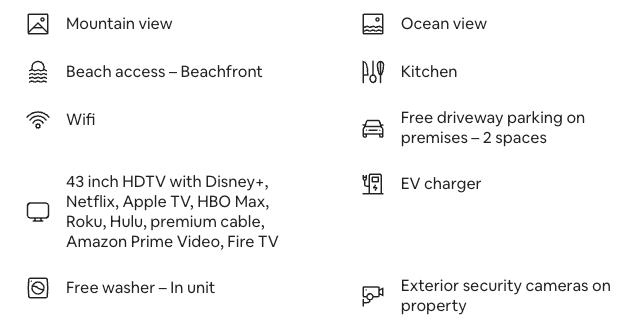 Mountain view
Ocean view
Beach access – Beachfront
Kitchen
Wifi
Free driveway parking on
premises – 2 spaces
43 inch HDTV with Disney+,
Netflix, Apple TV, HBO Max,
Roku, Hulu, premium cable,
Amazon Prime Video, Fire TV
EV charger
Free washer – In unit
Exterior security cameras on
property